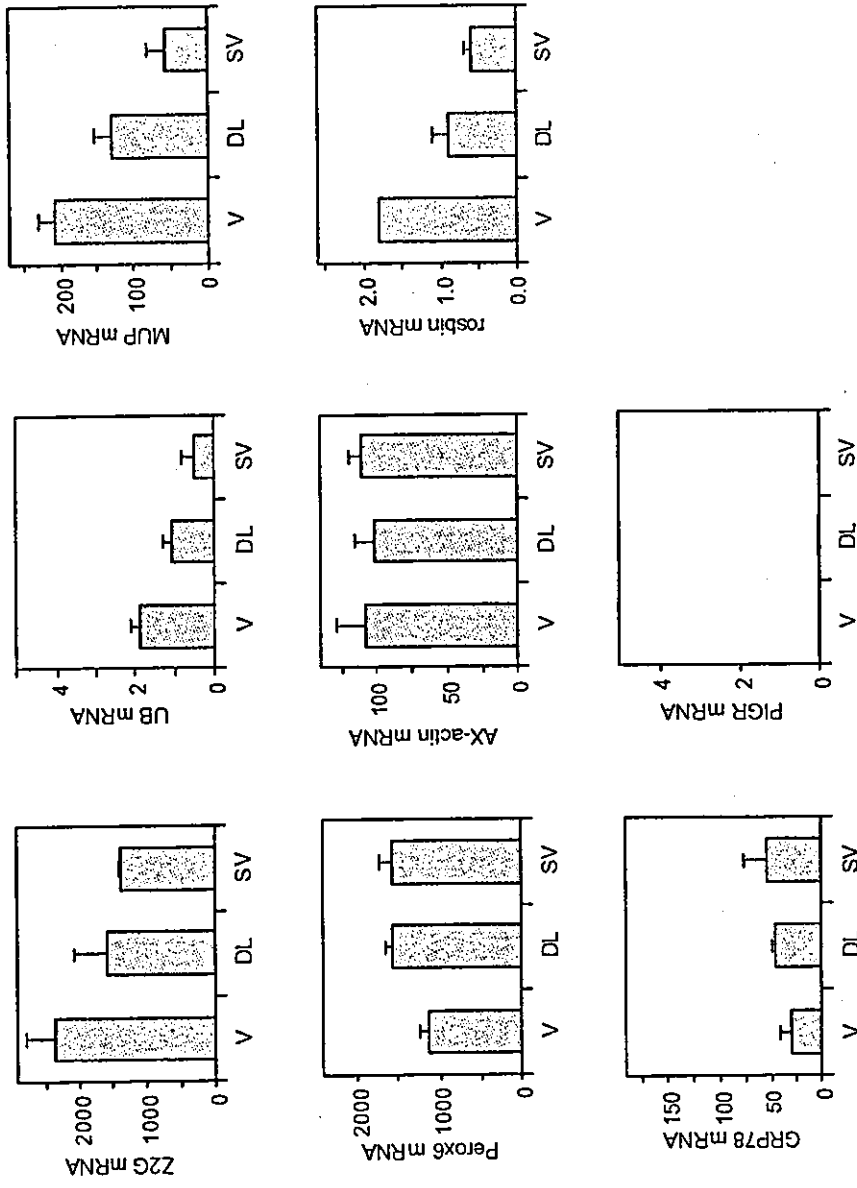 Z2G mRNA
2000
1000
0
V DL SV
UB mRNA
4
2
0
V DL SV
MUP mRNA
200
100
0
V DL SV
Perox6 mRNA
2000
1000
0
V DL SV
AX-actin mRNA
100
50
0
V DL SV
rosbin mRNA
2.0
1.0
0.0
V DL SV
GRP78 mRNA
150
100
50
0
V DL SV
PIGR mRNA
4
2
0
V DL SV